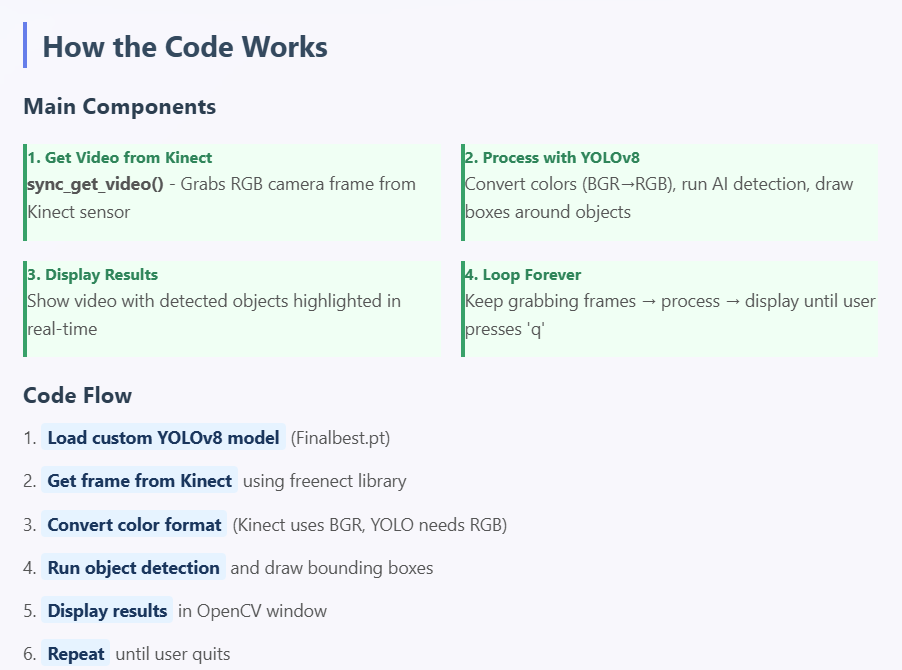 How the Code Works
Main Components
1. Get Video from Kinect
sync_get_video() - Grabs RGB camera frame from
Kinect sensor
2. Process with YOLOv8
Convert colors (BGR→RGB), run AI detection, draw
boxes around objects
3. Display Results
Show video with detected objects highlighted in
real-time
4. Loop Forever
Keep grabbing frames → process → display until user
presses 'q'
Code Flow
1. Load custom YOLOv8 model (Finalbest.pt)
2. Get frame from Kinect using freenect library
3. Convert color format (Kinect uses BGR, YOLO needs RGB)
4. Run object detection and draw bounding boxes
5. Display results in OpenCV window
6. Repeat until user quits